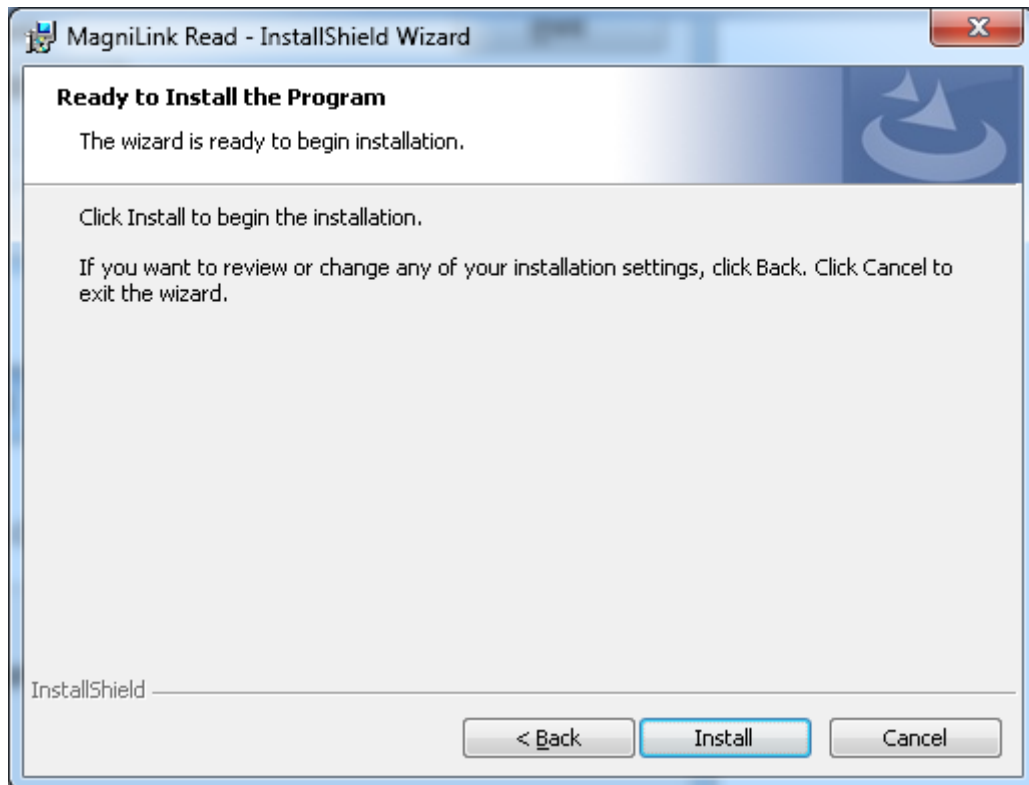 MagniLink Read - InstallShield Wizard
Ready to Install the Program
The wizard is ready to begin installation.
Click Install to begin the installation.
If you want to review or change any of your installation settings, click Back. Click Cancel to
exit the wizard.
InstallShield
< Back
Install
Cancel